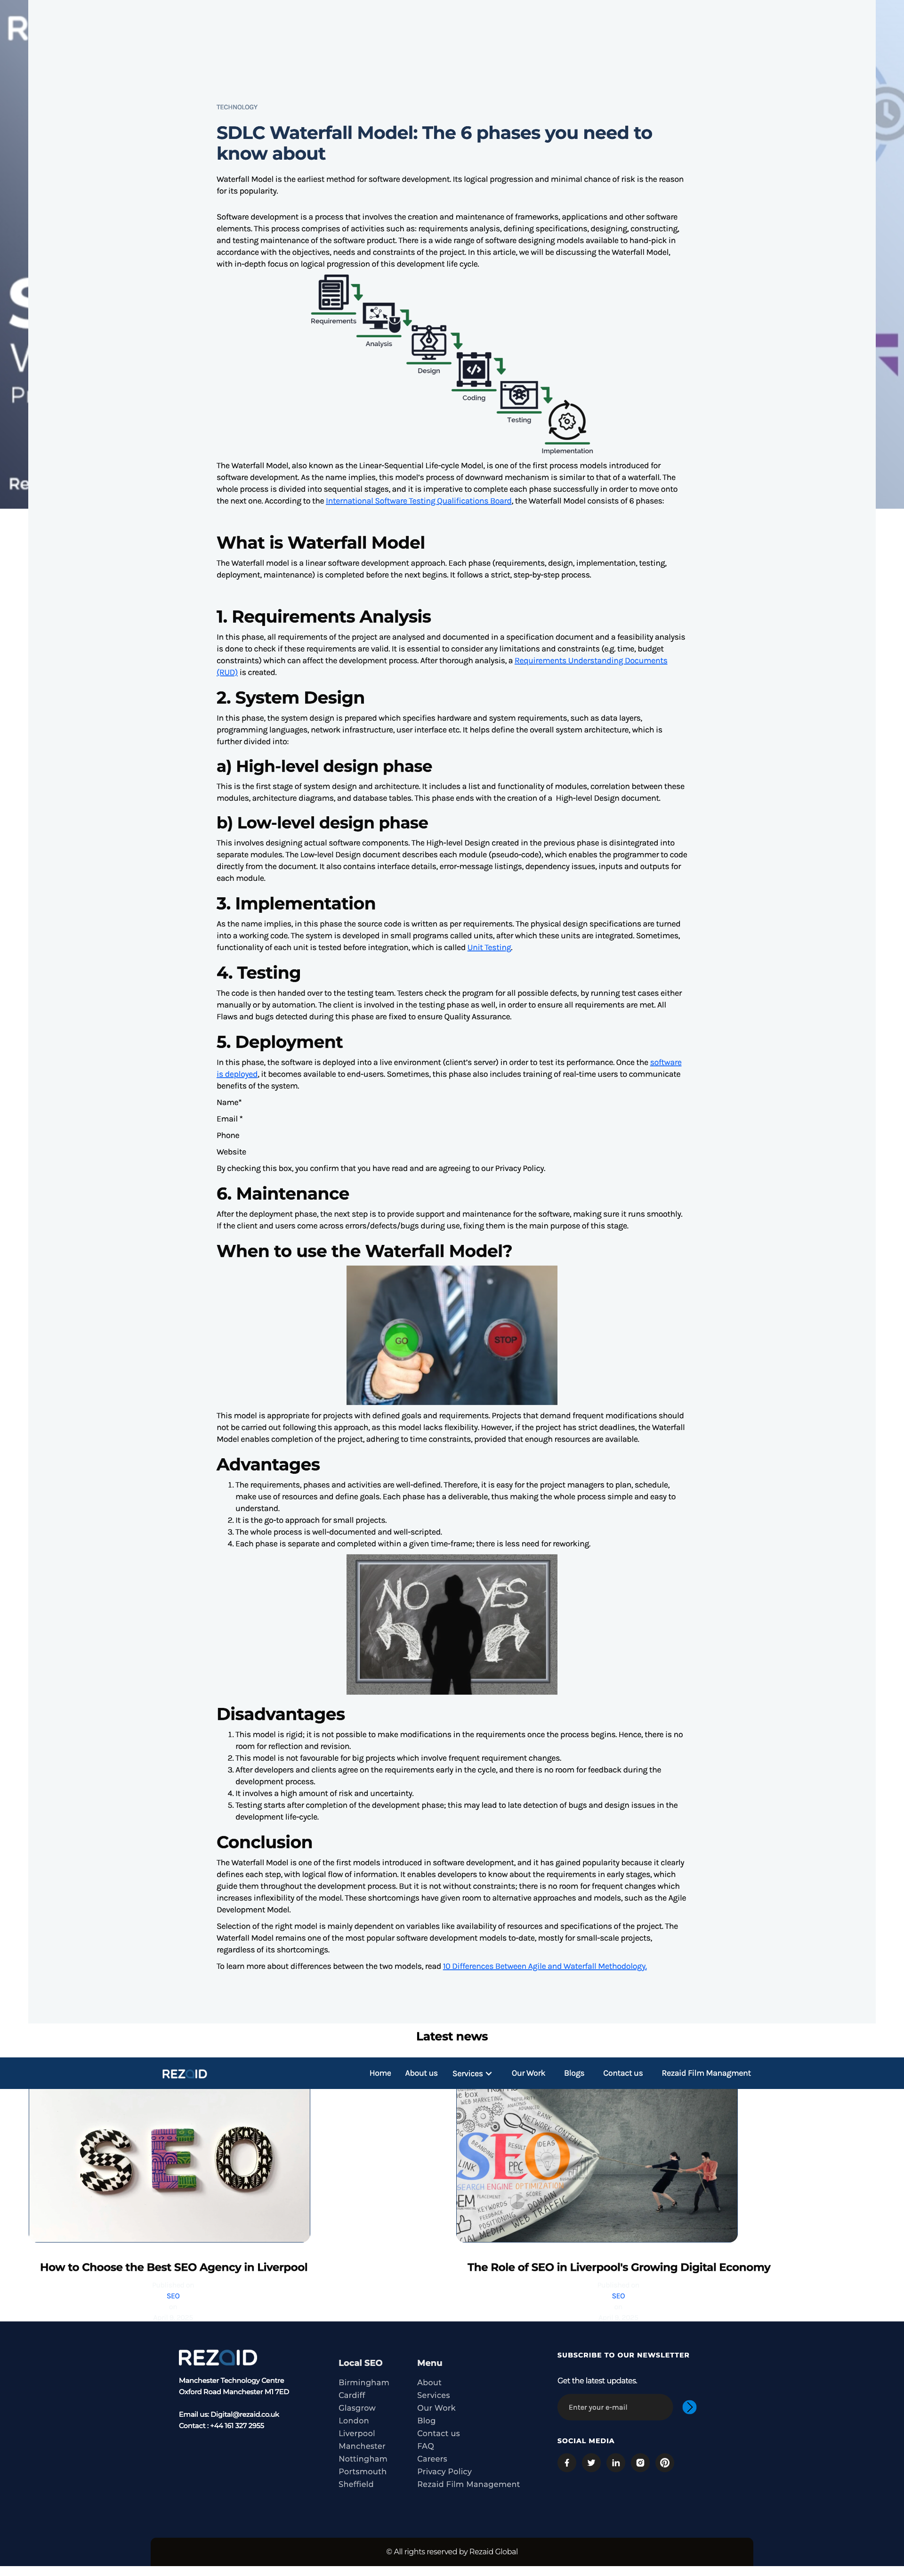 R
S
W
Pr
Re
TECHNOLOGY
SDLC Waterfall Model: The 6 phases you need to
know about
Waterfall Model is the earliest method for software development. Its logical progression and minimal chance of risk is the reason
for its popularity.
Software development is a process that involves the creation and maintenance of frameworks, applications and other software
elements. This process comprises of activities such as: requirements analysis, defining specifications, designing, constructing,
and testing maintenance of the software product. There is a wide range of software designing models available to hand-pick in
accordance with the objectives, needs and constraints of the project. In this article, we will be discussing the Waterfall Model,
with in-depth focus on logical progression of this development life cycle.
Requirements
Analysis
Design
Coding
Testing
Implementation
The Waterfall Model, also known as the Linear-Sequential Life-cycle Model, is one of the first process models introduced for
software development. As the name implies, this model's process of downward mechanism is similar to that of a waterfall. The
whole process is divided into sequential stages, and it is imperative to complete each phase successfully in order to move onto
the next one. According to the International Software Testing Qualifications Board, the Waterfall Model consists of 6 phases:
What is Waterfall Model
The Waterfall model is a linear software development approach. Each phase (requirements, design, implementation, testing,
deployment, maintenance) is completed before the next begins. It follows a strict, step-by-step process.
1. Requirements Analysis
In this phase, all requirements of the project are analysed and documented in a specification document and a feasibility analysis
is done to check if these requirements are valid. It is essential to consider any limitations and constraints (e.g, time, budget
constraints) which can affect the development process. After thorough analysis, a Requirements Understanding Documents
(RUD) is created.
2. System Design
In this phase, the system design is prepared which specifies hardware and system requirements, such as data layers,
programming languages, network infrastructure, user interface etc. It helps define the overall system architecture, which is
further divided into:
a) High-level design phase
This is the first stage of system design and architecture. It includes a list and functionality of modules, correlation between these
modules, architecture diagrams, and database tables. This phase ends with the creation of a High-level Design document.
b) Low-level design phase
This involves designing actual software components. The High-level Design created in the previous phase is disintegrated into
separate modules. The Low-level Design document describes each module (pseudo-code), which enables the programmer to code
directly frm the document. It also contains interface details, error-message listings, dependency issues, inputs and outputs for
each module.
3. Implementation
As the name implies, in this phase the source code is written as per requirements. The physical design specifications are turned
into a working code. The system is developed in small programs called units, after which these units are integrated. Sometimes,
functionality of each unit is tested before integration, which is called Unit Testing.
4. Testing
The code is then handed over to the testing team. Testers check the program for all possible defects, by running test cases either
manually or by automation. The client is involved in the testing phase as well, in order to ensure all requirements are met. All
Flaws and bugs detected during this phase are fixed to ensure Quality Assurance.
5. Deployment
In this phase, the software is deployed into a live environment (client's server) in order to test its performance. Once the software
is deployed, it becomes available to end-users. Sometimes, this phase also includes training of real-time users to communicate
benefits of the system.
Name*
Email *
Phone
Website
By checking this box, you confirm that you have read and are agreeing to our Privacy Policy.
6. Maintenance
After the deployment phase, the next step is to provide support and maintenance for the software, making sure it runs smoothly.
If the client and users come across errors/defects/bugs during use, fixing them is the main purpose of this stage.
When to use the Waterfall Model?
GO
STOP
This model is appropriate for projects with defined goals and requirements. Projects that demand frequent modifications should
not be carried out following this approach, as this model lacks flexibility. However, if the project has strict deadlines, the Waterfall
Model enables completion of the project, adhering to time constraints, provided that enough resources are available.
Advantages
1. The requirements, phases and activities are well-defined. Therefore, it is easy for the project managers to plan, schedule,
make use of resources and define goals. Each phase has a deliverable, thus making the whole process simple and easy to
understand.
2. It is the go-to approach for small projects.
3. The whole process is well-documented and well-scripted.
4. Each phase is separate and completed within a given time-frame; there is less need for reworking.
NO YES
Disadvantages
1. This model is rigid; it is not possible to make modifications in the requirements once the process begins. Hence, there is no
room for reflection and revision.
2. This model is not favourable for big projects which involve frequent requirement changes.
3. After developers and clients agree on the requirements early in the cycle, and there is no room for feedback during the
development process.
4. It involves a high amount of risk and uncertainty.
5. Testing starts after completion of the development phase; this may lead to late detection of bugs and design issues in the
development life-cycle.
Conclusion
The Waterfall Model is one of the first models introduced in software development, and it has gained popularity because it clearly
defines each step, with logical flow of information. It enables developers to know about the requirements in early stages, which
guide them throughout the development process. But it is not without constraints; there is no room for frequent changes which
increases inflexibility of the model. These shortcomings have given room to alternative approaches and models, such as the Agile
Development Model.
Selection of the right model is mainly dependent on variables like availability of resources and specifications of the project. The
Waterfall Model remains one of the most popular software development models to-date, mostly for small-scale projects,
regardless of its shortcomings.
To learn more about differences between the two models, read 10 Differences Between Agile and Waterfall Methodology.
Latest news
REZAID Home About us Services Our Work Blogs Contact us Rezaid Film Managment
SEO
box
WEB MARKETING
NETWORK CONTENT
BRANDING
RANKING
KEY
IDEAS
LINK
REBEL
PPC
SEO
SEARCH ENGINE OPTIMIZATION
SEM
PLACEMENT
SCORE
KEYWORDS
FEEDBACK
DOMAIN
POSITIONING
WEB TRAFFIC
SOCIAL MEDIA
How to Choose the Best SEO Agency in Liverpool
SEO
The Role of SEO in Liverpool's Growing Digital Economy
SEO
REZAID
Manchester Technology Centre
Oxford Road Manchester M1 7ED
Email us: Digital@rezaid.co.uk
Contact : +44 161 327 2955
Local SEO
Birmingham
Cardiff
Glasgrow
London
Liverpool
Manchester
Nottingham
Portsmouth
Sheffield
Menu
About
Services
Our Work
Blog
Contact us
FAQ
Careers
Privacy Policy
Rezaid Film Management
SUBSCRIBE TO OUR NEWSLETTER
Get the latest updates.
Enter your e-mail
SOCIAL MEDIA
© All rights reserved by Rezaid Global